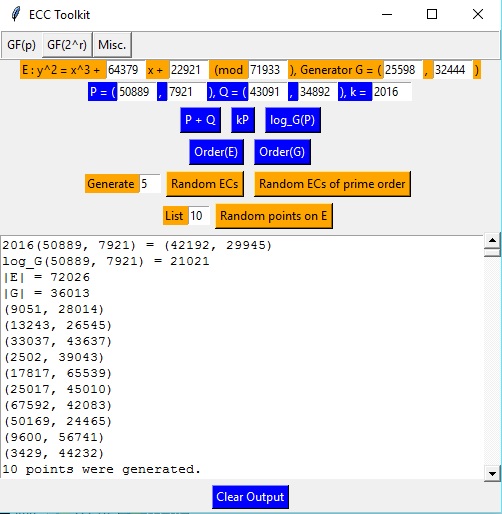 ECC Toolkit
GF(p) GF(2^r) Misc.
E : y^2 = x^3 + 64379 x + 22921 (mod 71933 ), Generator G = ( 25598 , 32444 )
P = ( 50889 , 7921 ), Q = ( 43091 , 34892 ), k = 2016
P + Q kP log_G(P)
Order(E) Order(G)
Generate 5 Random ECs Random ECs of prime order
List 10 Random points on E
2016(50889, 7921) = (42192, 29945)
log_G(50889, 7921) = 21021
|E| = 72026
|G| = 36013
(9051, 28014)
(13243, 26545)
(33037, 43637)
(2502, 39043)
(17817, 65539)
(25017, 45010)
(67592, 42083)
(50169, 24465)
(9600, 56741)
(3429, 44232)
10 points were generated.
Clear Output